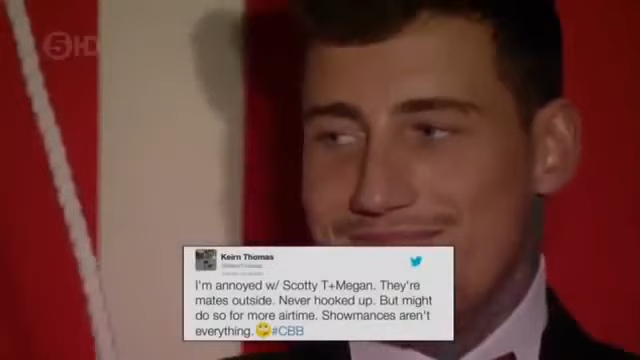 5HD
Keirn Thomas
I'm annoyed w/ Scotty T+Megan. They're
mates outside. Never hooked up. But might
do so for more airtime. Showmances aren't
everything. 🙄#CBB